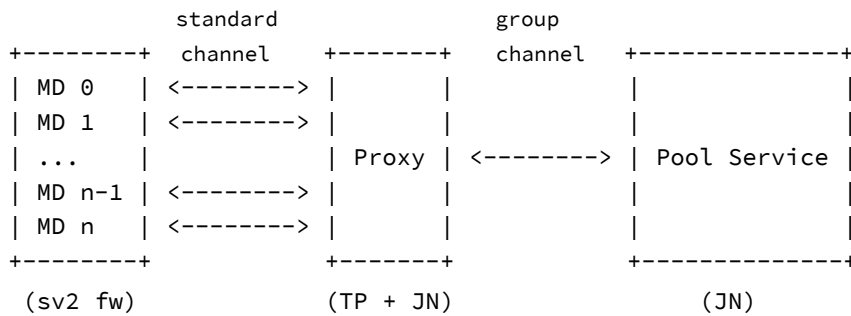 standard                    group
+--------+  channel    +-------+     channel    +--------------+
| MD 0   | <--------> |       |                |              |
| MD 1   | <--------> |       |                |              |
| ...    |            | Proxy | <--------> | Pool Service |
| MD n-1 | <--------> |       |                |              |
| MD n   | <--------> |       |                |              |
+--------+             +-------+                +--------------+
 (sv2 fw)              (TP + JN)                     (JN)